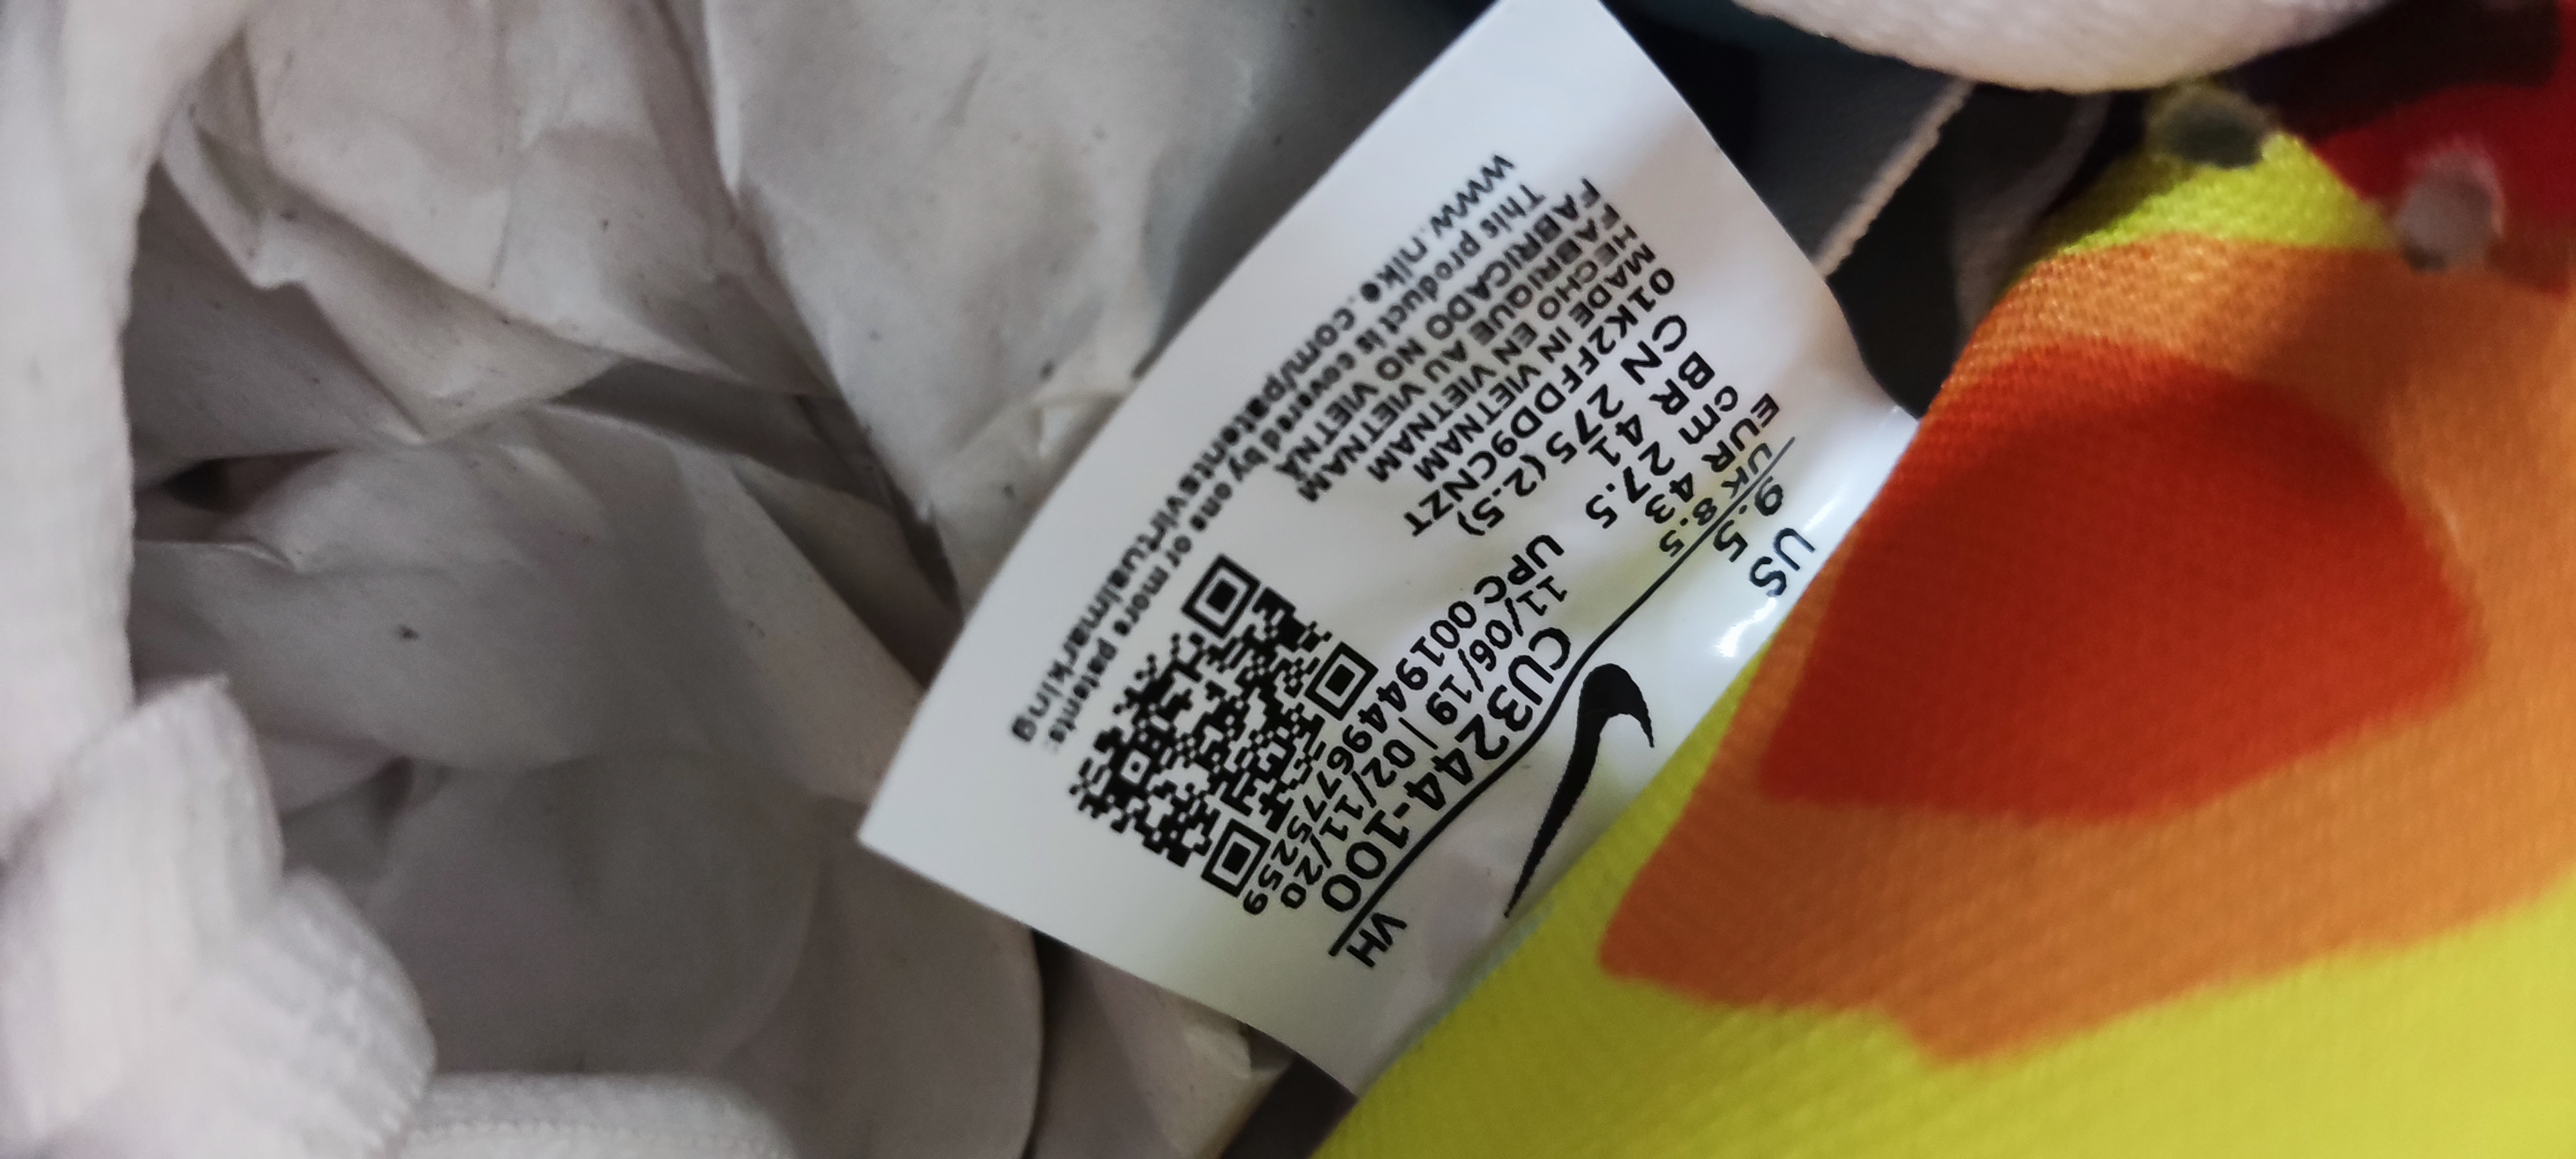 US
9.5
UK 8.5
EUR 43.5
cm 27.5
BR 41
CN 275(2.5)
01K2FFDD9CNZT
VH
CU3244-100
11/06/19 | 02/11/20
UPC 00194496775259
MADE IN VIETNAM
HECHO EN VIETNAM
FABRIQUE AU VIETNAM
FABRICADO NO VIETNÃ
This product is covered by one or more patents:
www.nike.com/patentsvirtualmarking